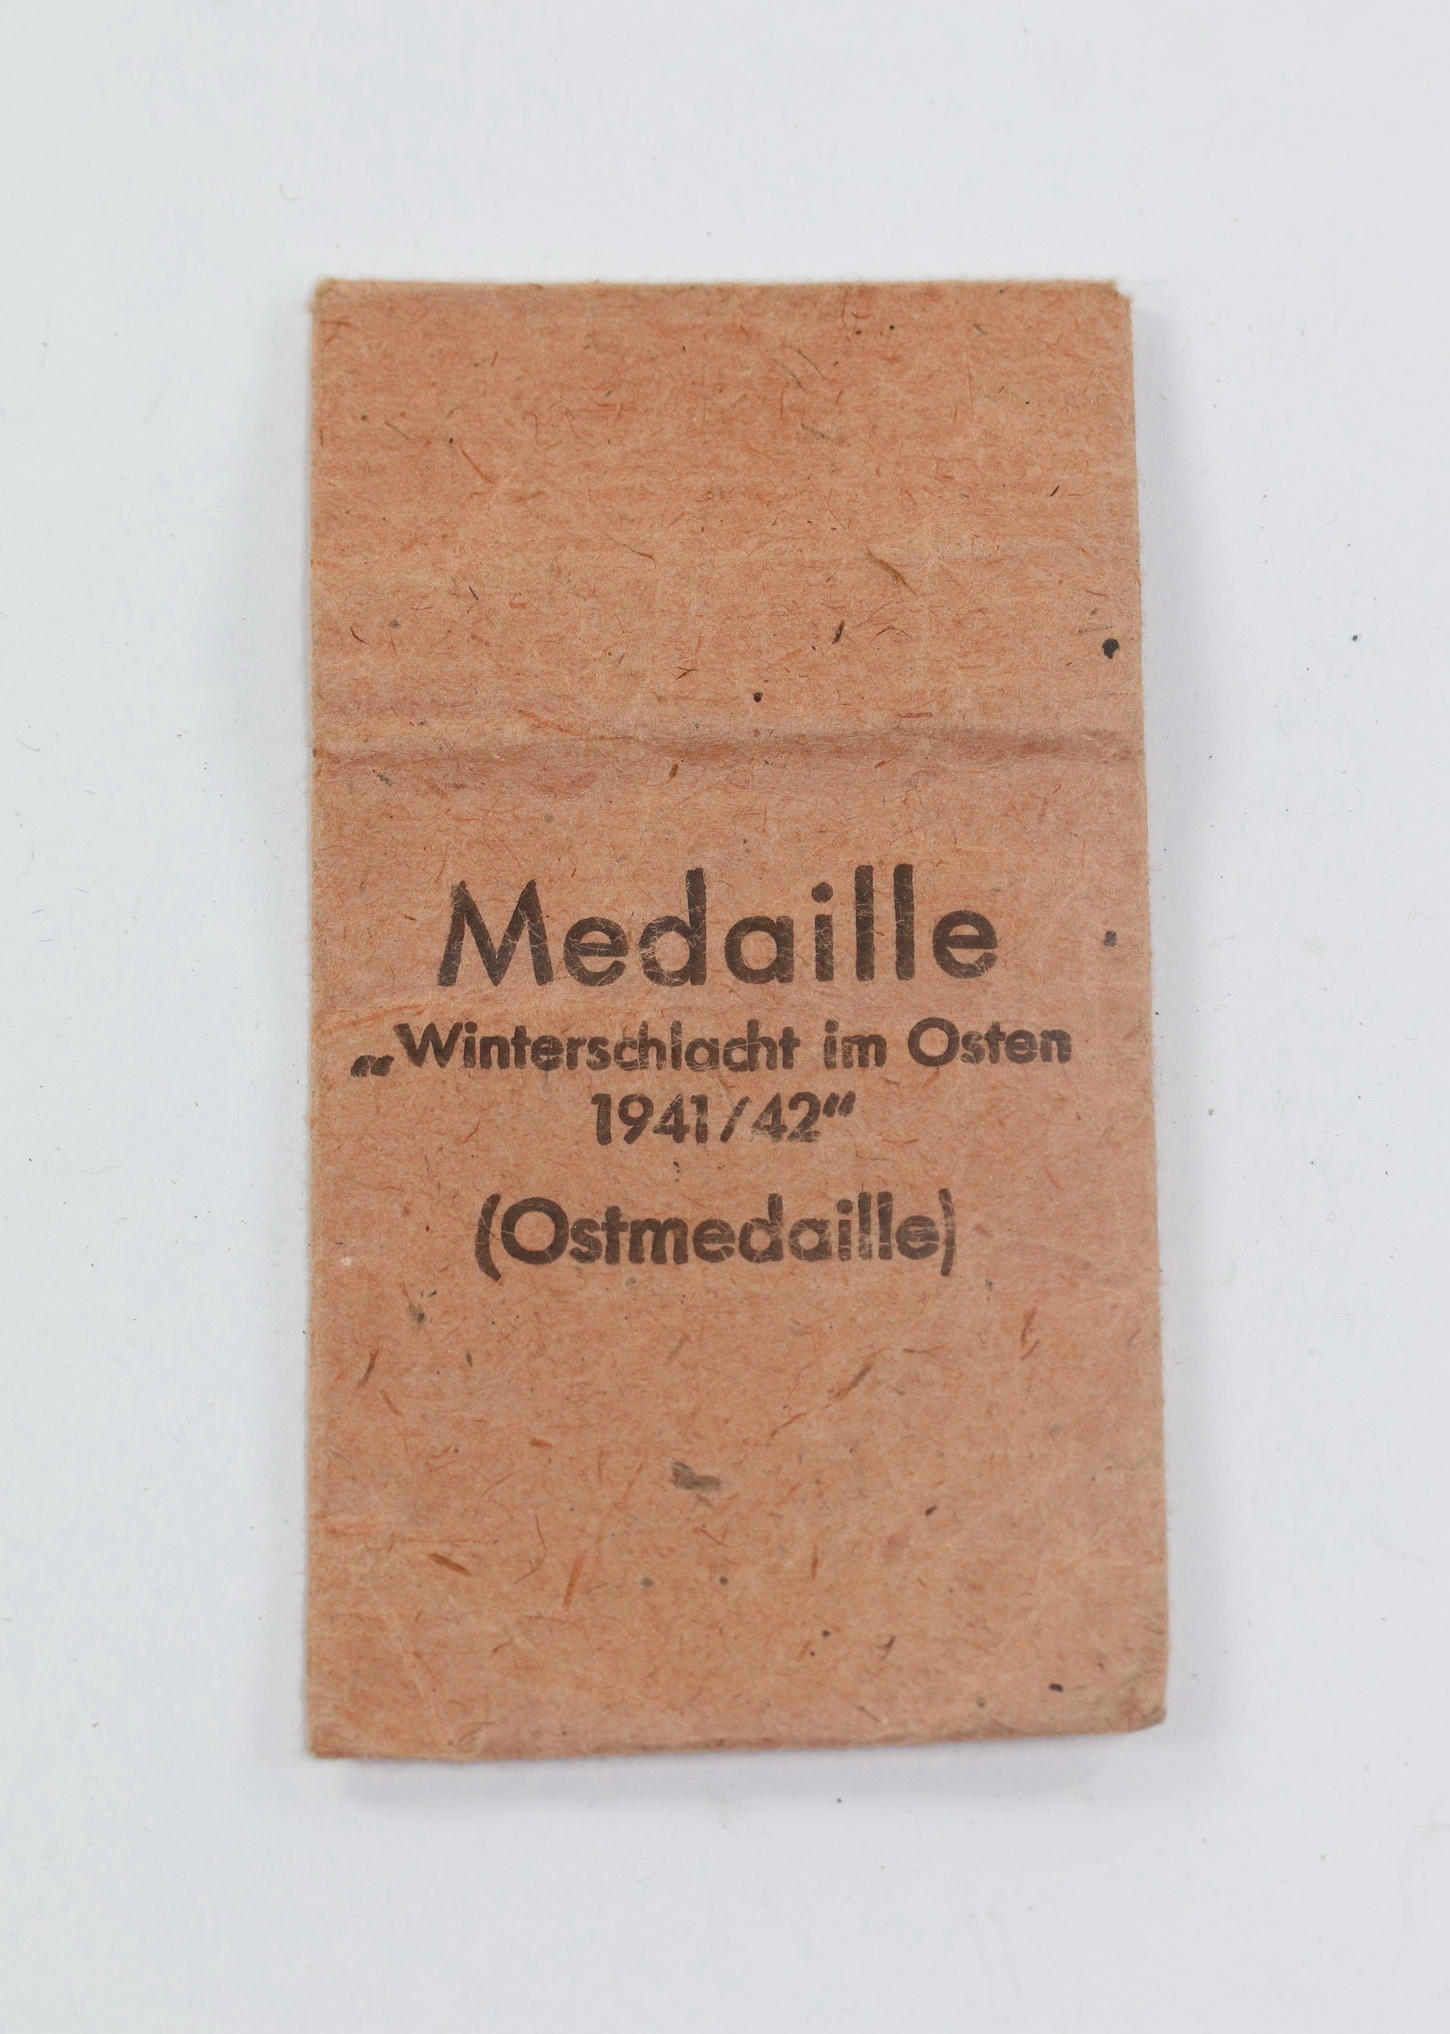 Medaille
„Winterschlacht im Osten
1941/42“
(Ostmedaille)